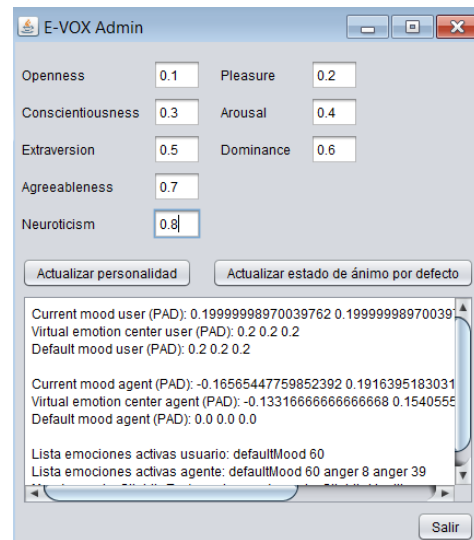 E-VOX Admin
Openness 0.1 Pleasure 0.2
Conscientiousness 0.3 Arousal 0.4
Extraversion 0.5 Dominance 0.6
Agreeableness 0.7
Neuroticism 0.8
Actualizar personalidad Actualizar estado de ánimo por defecto
Current mood user (PAD): 0.19999998970039762 0.199999989700397
Virtual emotion center user (PAD): 0.2 0.2 0.2
Default mood user (PAD): 0.2 0.2 0.2
Current mood agent (PAD): -0.16565447759852392 0.1916395183031
Virtual emotion center agent (PAD): -0.13316666666666668 0.1540555
Default mood agent (PAD): 0.0 0.0 0.0
Lista emociones activas usuario: defaultMood 60
Lista emociones activas agente: defaultMood 60 anger 8 anger 39
Salir